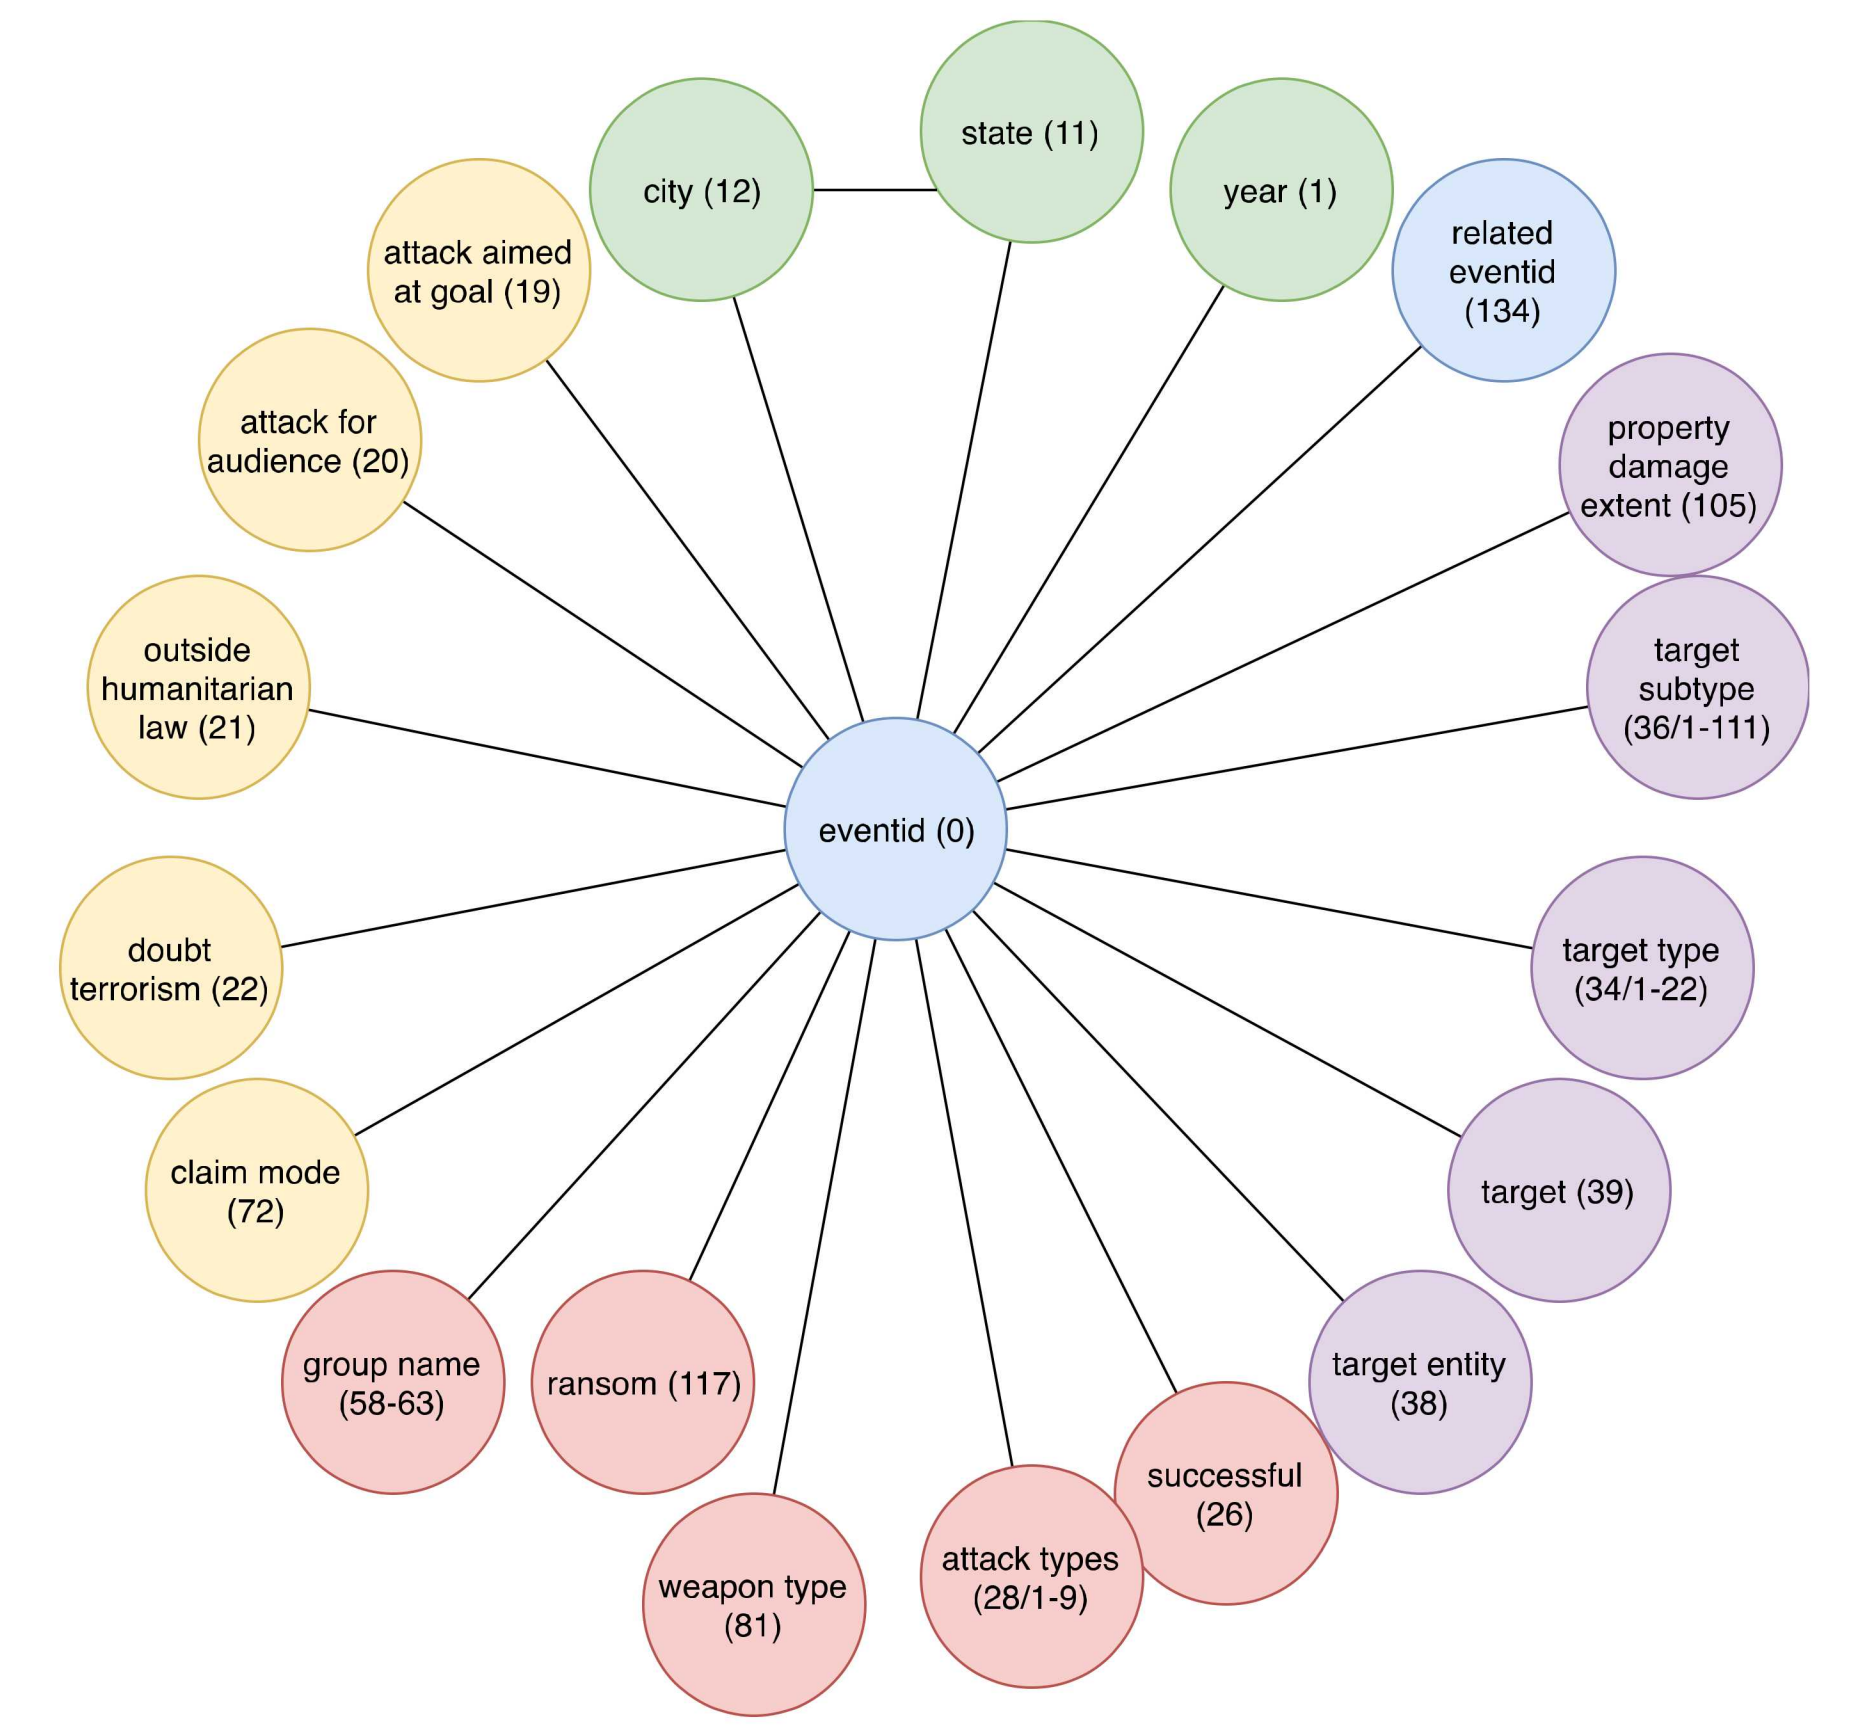 state (11)
city (12)
year (1)
related
eventid
(134)
attack aimed
at goal (19)
attack for
audience (20)
property
damage
extent (105)
outside
humanitarian
law (21)
target
subtype
(36/1-111)
eventid (0)
doubt
terrorism (22)
target type
(34/1-22)
claim mode
(72)
target (39)
group name
(58-63)
ransom (117)
target entity
(38)
successful
(26)
attack types
(28/1-9)
weapon type
(81)